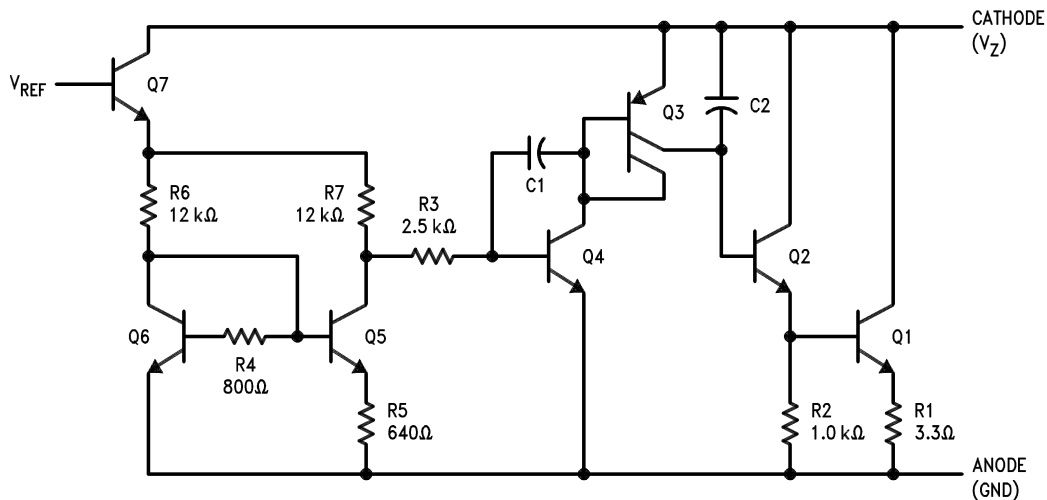 CATHODE
(VZ)
VREF
Q7
Q3
C2
R6
12 kΩ
R7
12 kΩ
C1
R3
2.5 kΩ
Q4
Q2
Q6
R4
800Ω
Q5
Q1
R5
640Ω
R2
1.0 kΩ
R1
3.3Ω
ANODE
(GND)